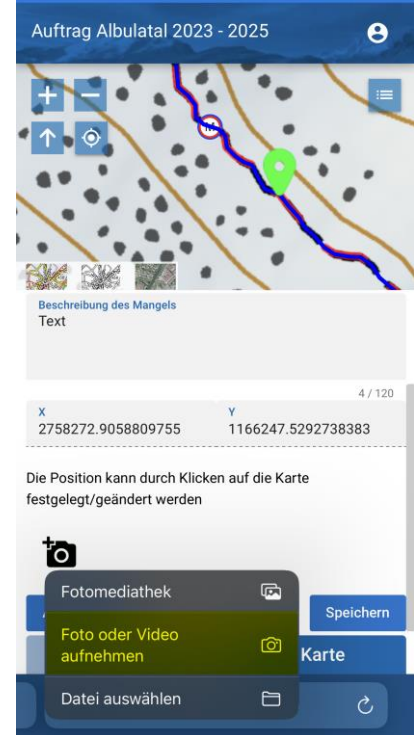 Auftrag Albulatal 2023 - 2025
M
Beschreibung des Mangels
Text
4 / 120
X
Y
2758272.9058809755
1166247.5292738383
Die Position kann durch Klicken auf die Karte
festgelegt/geändert werden
Fotomediathek
Foto oder Video
aufnehmen
Datei auswählen
Speichern
Karte